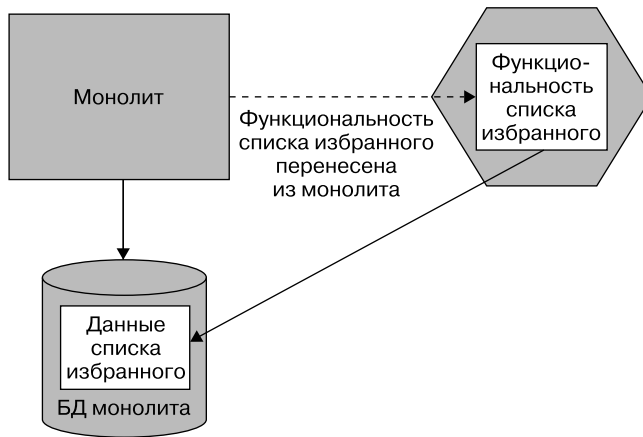 Монолит
Функциональность
списка избранного
перенесена
из монолита
Функцио-
нальность
списка
избранного
Данные
списка
избранного
БД монолита